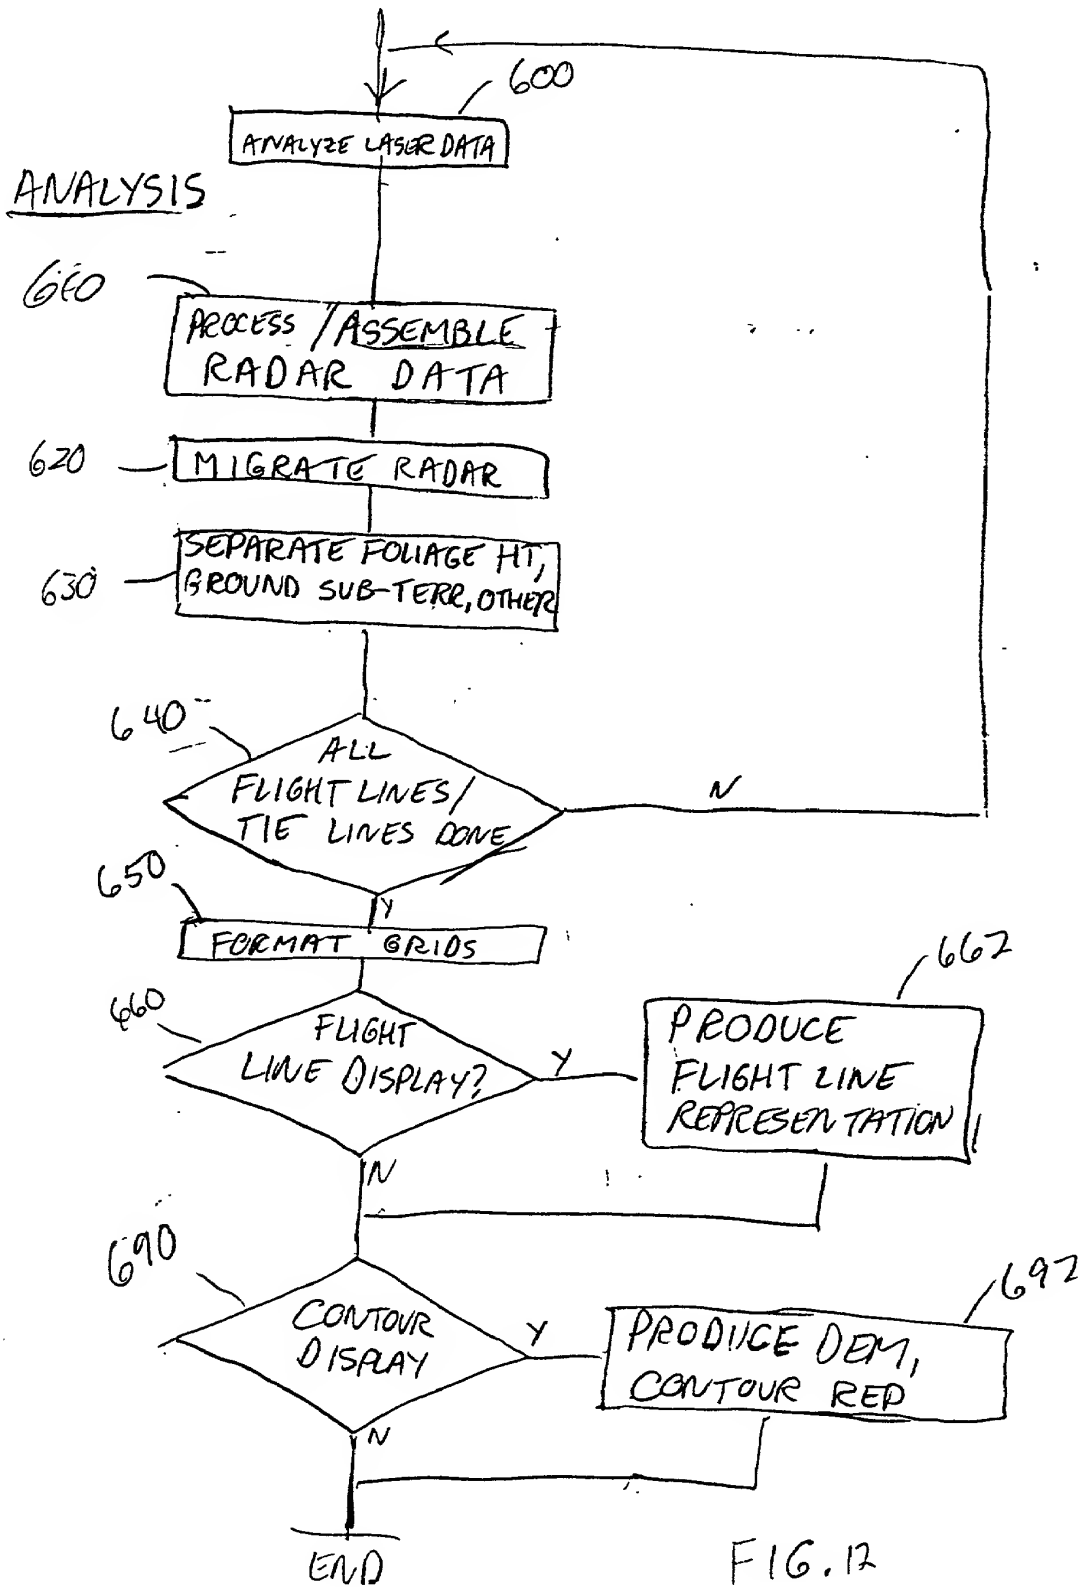 600
ANALYZE LASER DATA
ANALYSIS
610
PROCESS / ASSEMBLE
RADAR DATA
620
MIGRATE RADAR
630
SEPARATE FOLIAGE HT,
GROUND SUB-TERR, OTHER
640
ALL
FLIGHT LINES/
TIE LINES DONE
N
650
Y
FORMAT GRIDS
660
FLIGHT
LINE DISPLAY?
Y
662
PRODUCE
FLIGHT LINE
REPRESENTATION
N
690
CONTOUR
DISPLAY
Y
692
PRODUCE DEM,
CONTOUR REP
N
END
FIG. 12